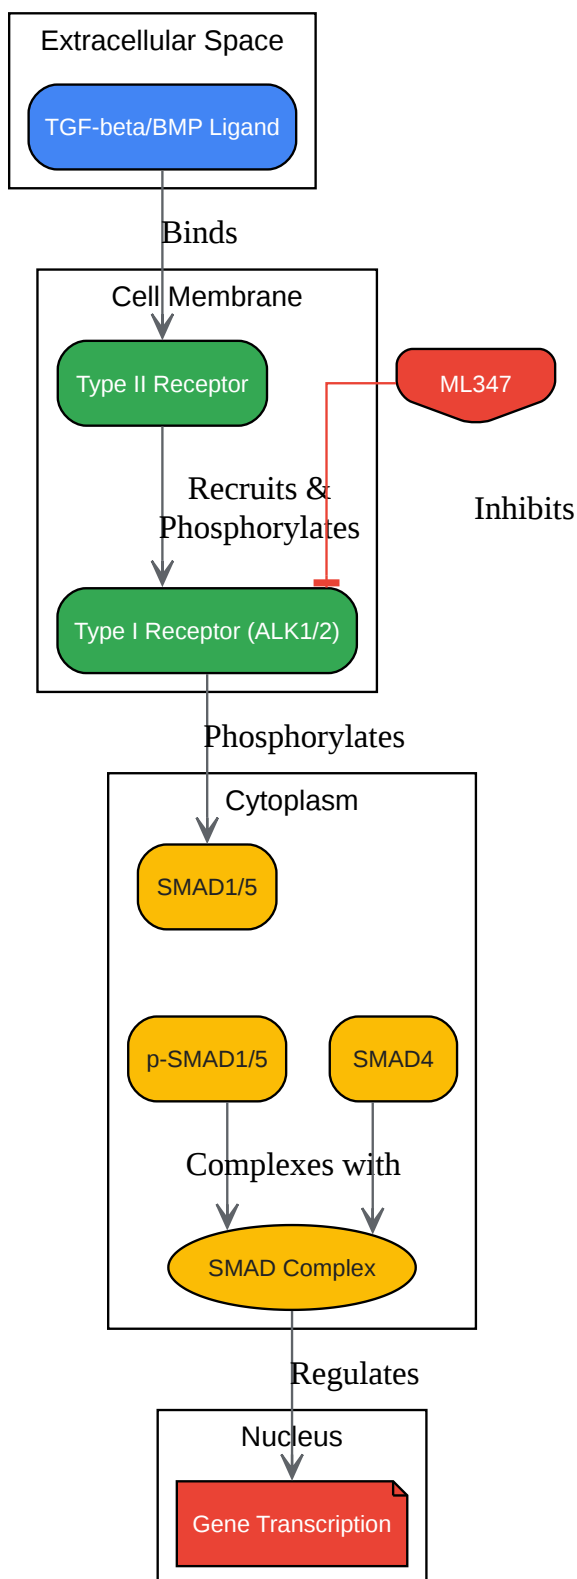 Extracellular Space
TGF-beta/BMP Ligand
Binds
Cell Membrane
Type II Receptor
ML347
Recruits &
Phosphorylates
Inhibits
Type I Receptor (ALK1/2)
Phosphorylates
Cytoplasm
SMAD1/5
p-SMAD1/5
SMAD4
Complexes with
SMAD Complex
Regulates
Nucleus
Gene Transcription